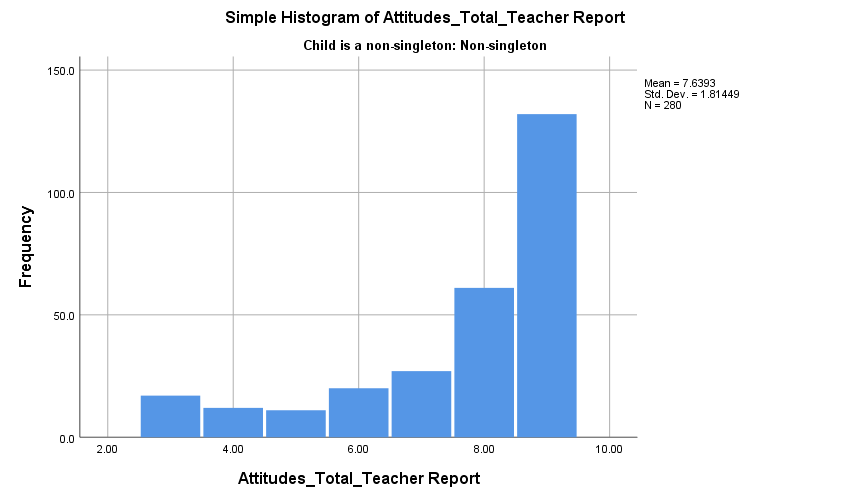 Simple Histogram of Attitudes_Total_Teacher Report
Child is a non-singleton: Non-singleton
Mean = 7.6393
Std. Dev. = 1.81449
N = 280
150.0
100.0
50.0
0.0
Frequency
2.00 4.00 6.00 8.00 10.00
Attitudes_Total_Teacher Report